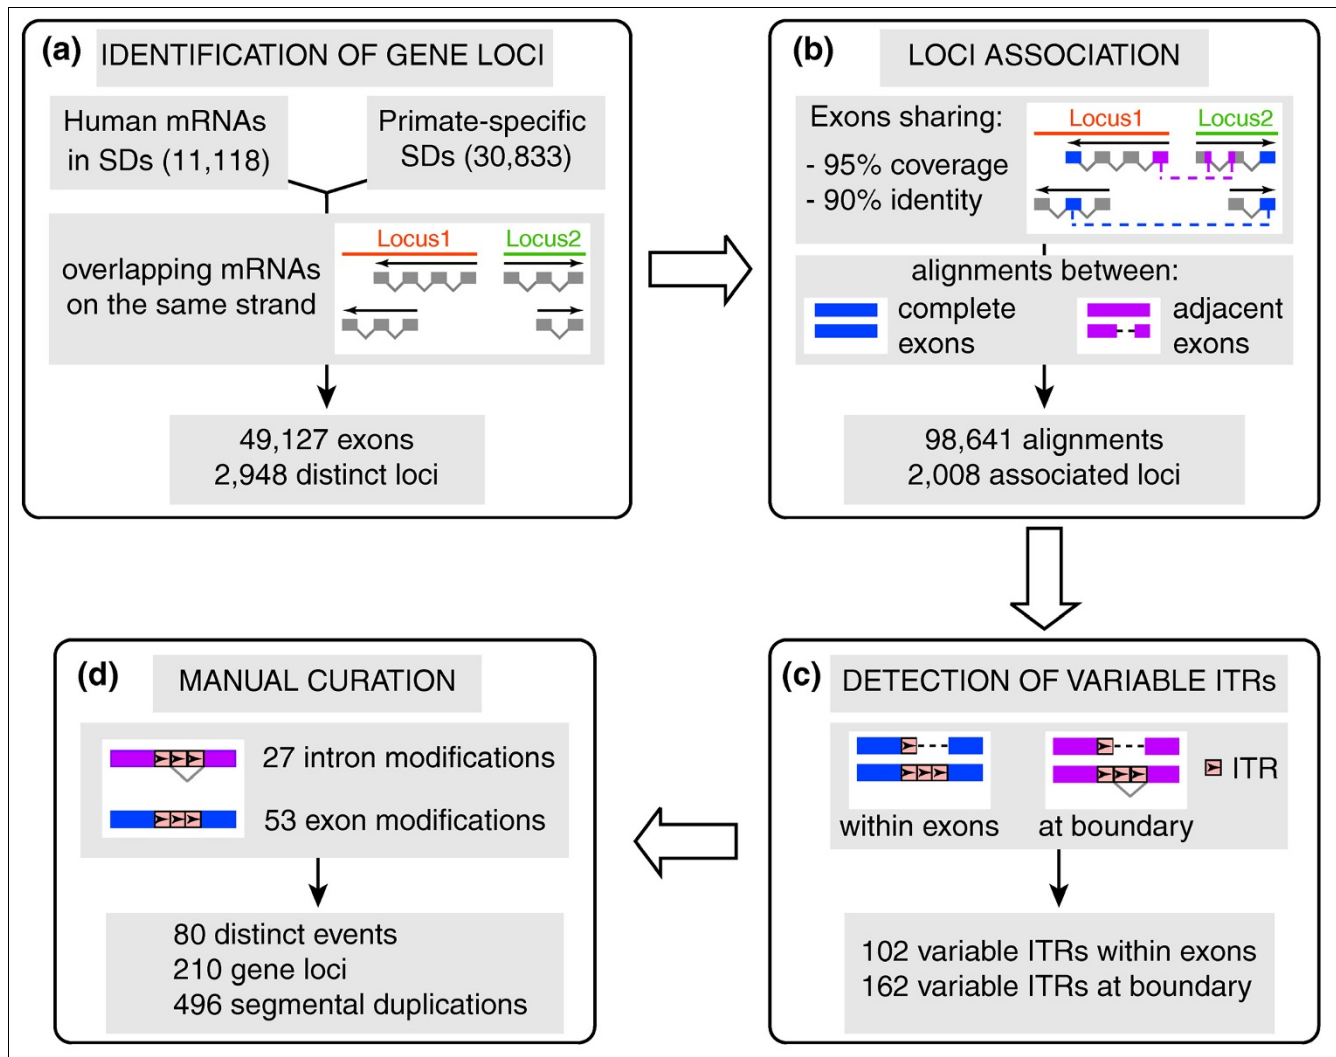 (a) IDENTIFICATION OF GENE LOCI
Human mRNAs
in SDs (11,118)
Primate-specific
SDs (30,833)
overlapping mRNAs
on the same strand
Locus1
Locus2
49,127 exons
2,948 distinct loci
(b) LOCI ASSOCIATION
Exons sharing:
- 95% coverage
- 90% identity
Locus1
Locus2
alignments between:
complete
exons
adjacent
exons
98,641 alignments
2,008 associated loci
(c) DETECTION OF VARIABLE ITRs
within exons
at boundary
ITR
102 variable ITRs within exons
162 variable ITRs at boundary
(d) MANUAL CURATION
27 intron modifications
53 exon modifications
80 distinct events
210 gene loci
496 segmental duplications